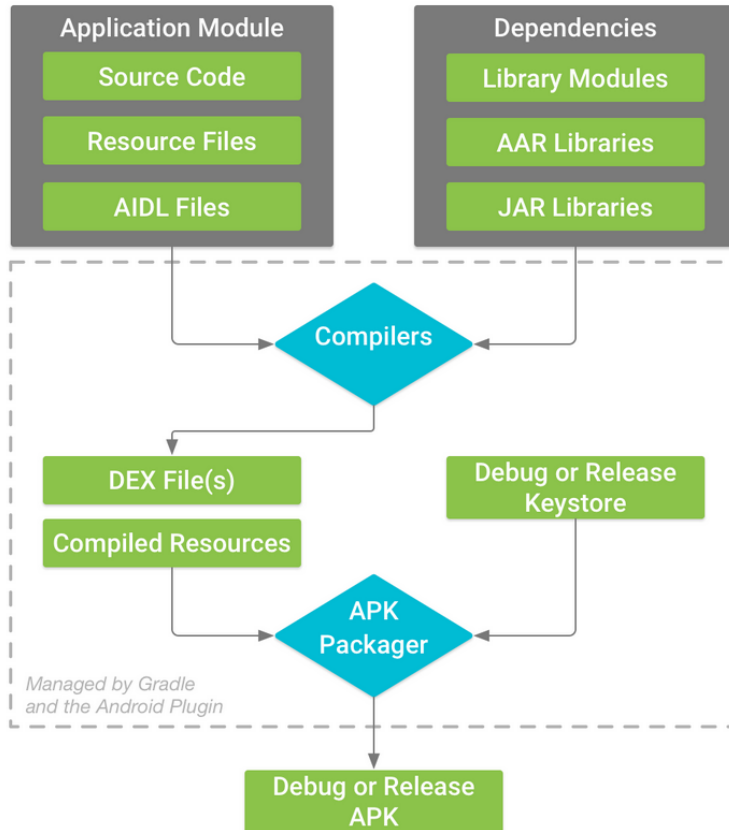 Application Module
Source Code
Resource Files
AIDL Files
Dependencies
Library Modules
AAR Libraries
JAR Libraries
Compilers
DEX File(s)
Compiled Resources
Debug or Release
Keystore
APK
Packager
Managed by Gradle
and the Android Plugin
Debug or Release
APK